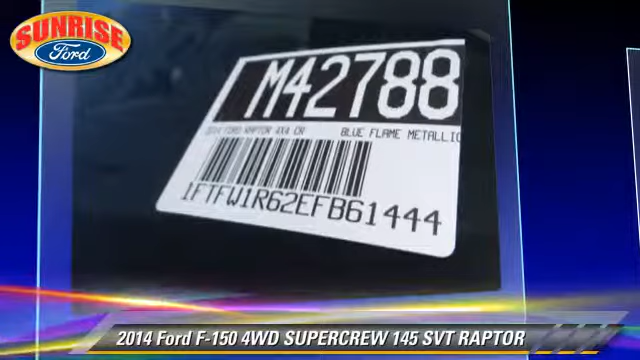 SUNRISE
Ford
M42788
2014 FORD RAPTOR 4X4 CR BLUE FLAME METALLIC
1FTFW1R62EFB61444
2014 Ford F-150 4WD SUPERCREW 145 SVT RAPTOR